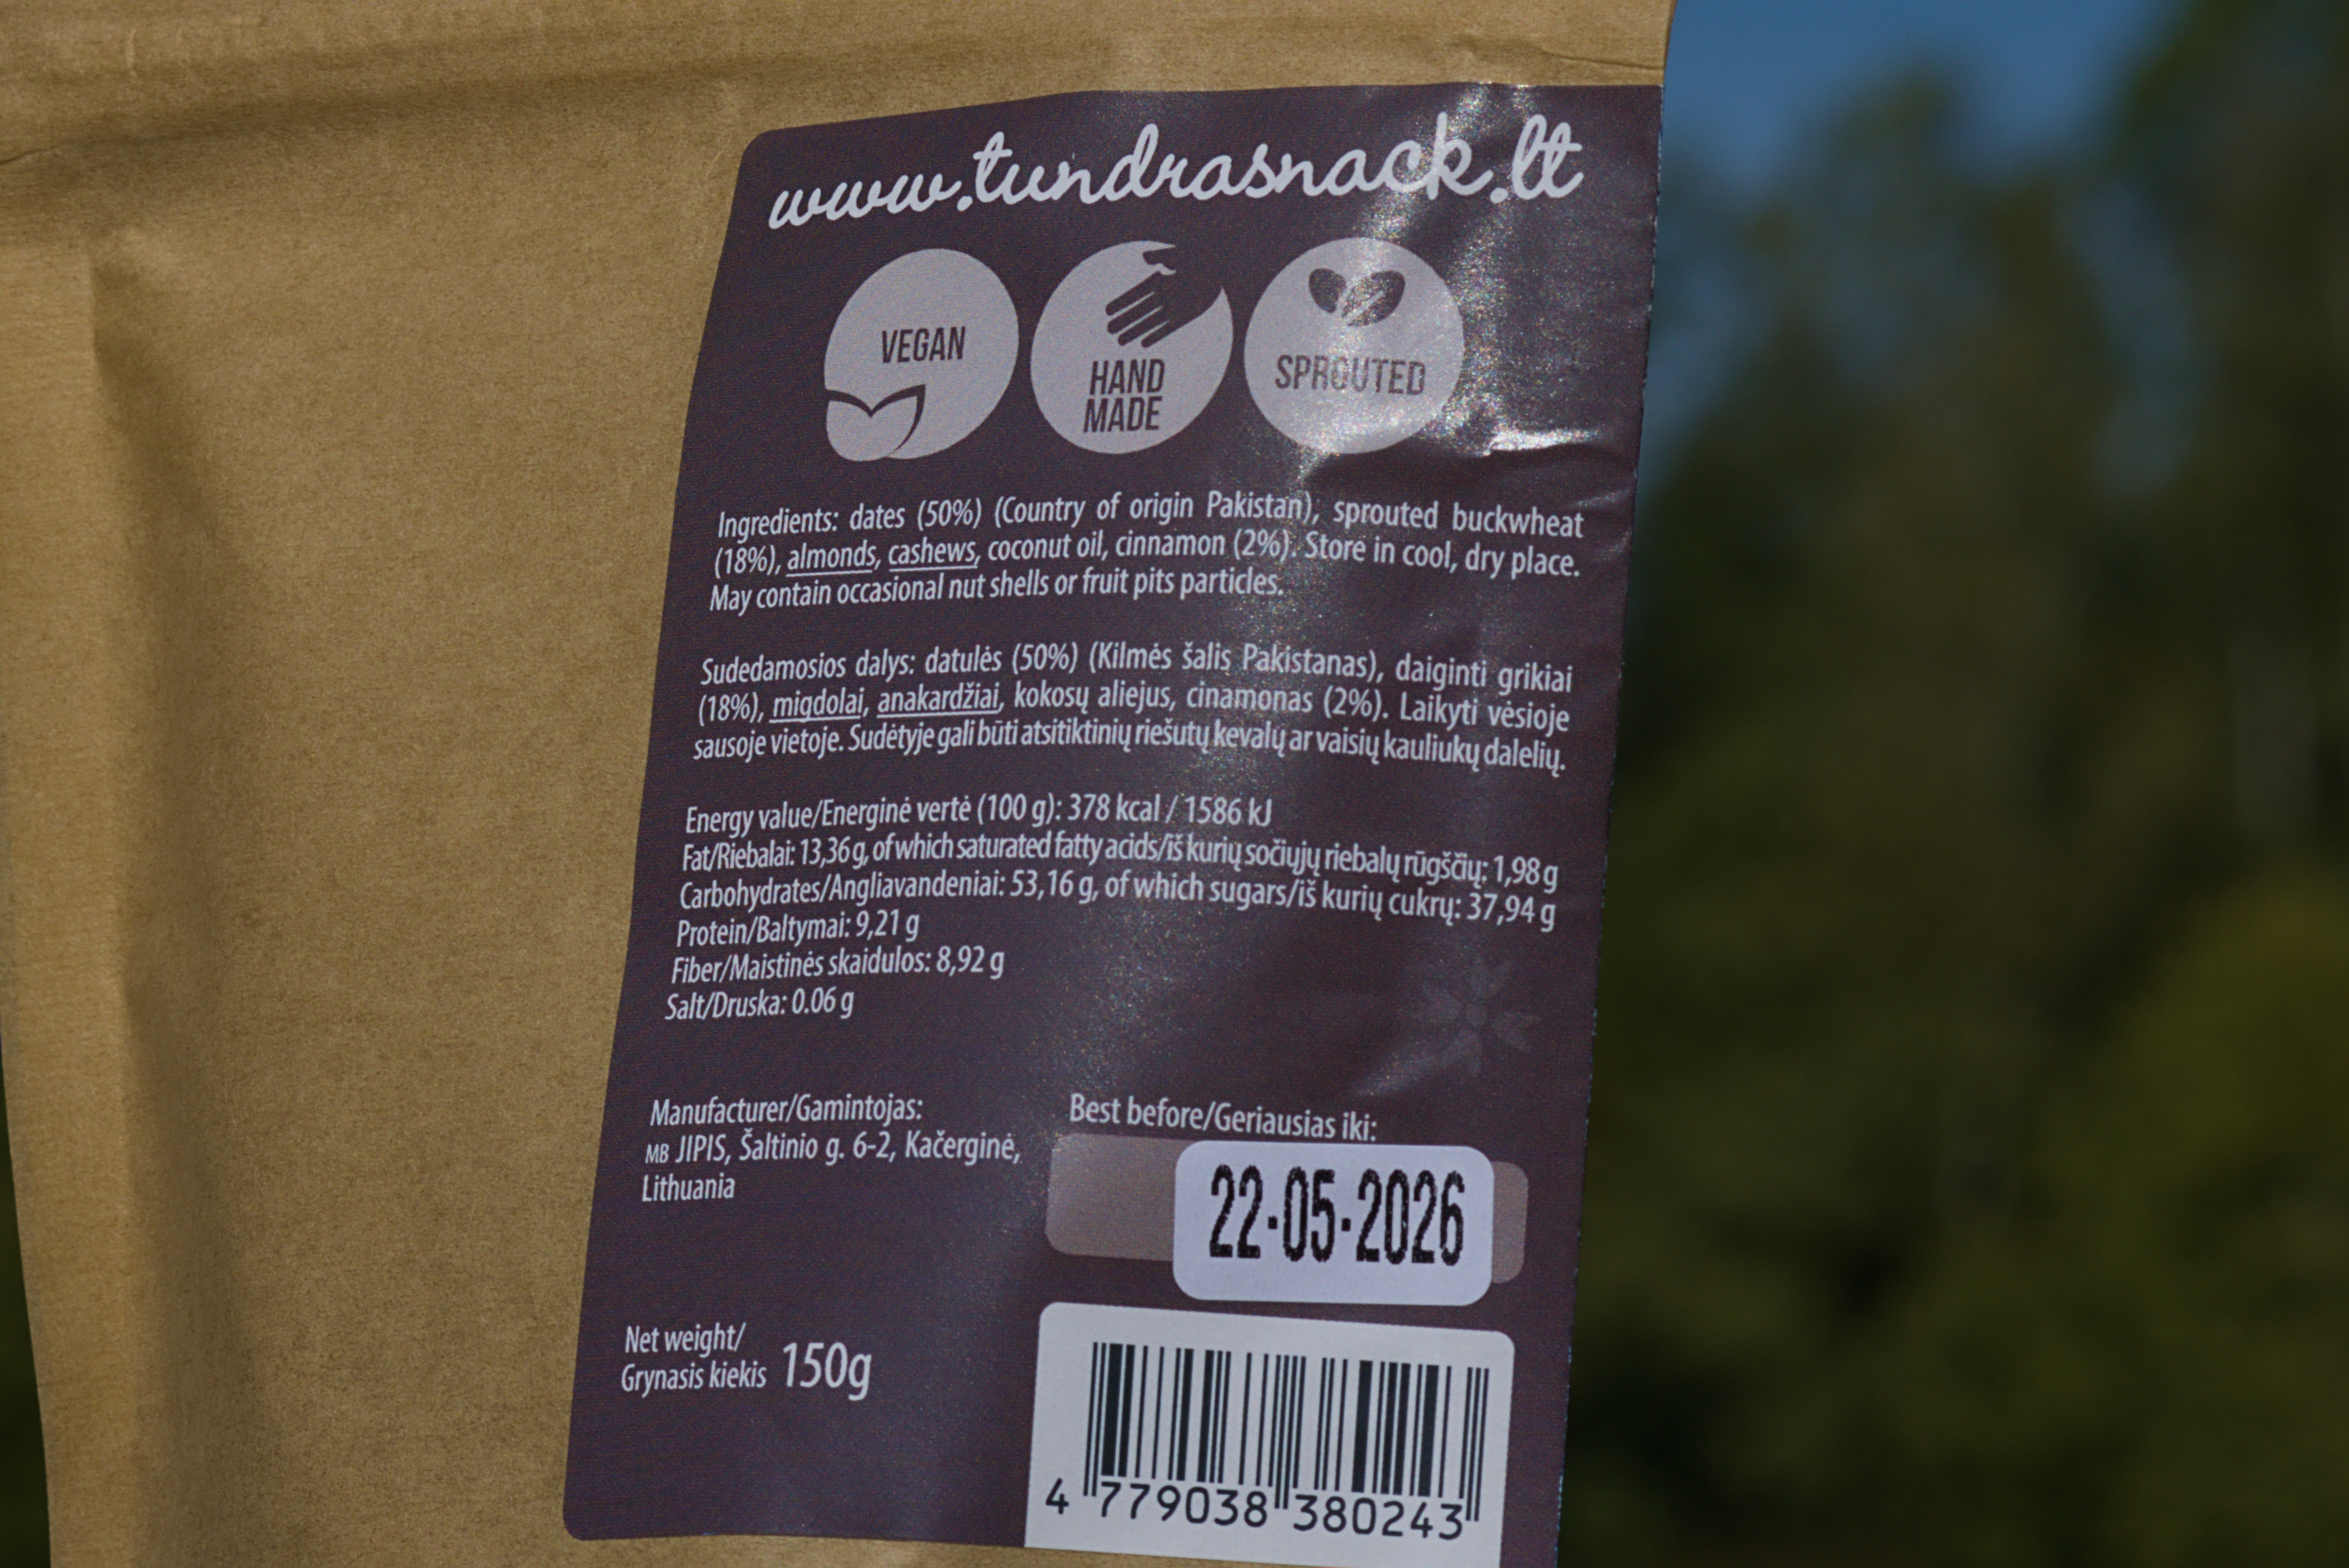 www.tundrasnack.lt
VEGAN
HAND
MADE
SPROUTED
Ingredients: dates (50%) (Country of origin Pakistan), sprouted buckwheat
(18%), almonds, cashews, coconut oil, cinnamon (2%). Store in cool, dry place.
May contain occasional nut shells or fruit pits particles.
Sudedamosios dalys: datulės (50%) (Kilmės šalis Pakistanas), daiginti grikiai
(18%), migdolai, anakardžiai, kokosų aliejus, cinamonas (2%). Laikyti vėsioje
sausoje vietoje. Sudėtyje gali būti atsitiktinių riešutų kevalų ar vaisių kauliukų dalelių.
Energy value/Energinė vertė (100 g): 378 kcal / 1586 kJ
Fat/Riebalai: 13,36 g, of which saturated fatty acids/iš kurių sočiųjų riebalų rūgščių: 1,98 g
Carbohydrates/Angliavandeniai: 53,16 g, of which sugars/iš kurių cukrų: 37,94 g
Protein/Baltymai: 9,21 g
Fiber/Maistinės skaidulos: 8,92 g
Salt/Druska: 0.06 g
Manufacturer/Gamintojas:
MB JIPIS, Šaltinio g. 6-2, Kačerginė,
Lithuania
Best before/Geriausias iki:
22-05-2026
Net weight/
Grynasis kiekis 150g
4 779038 380243